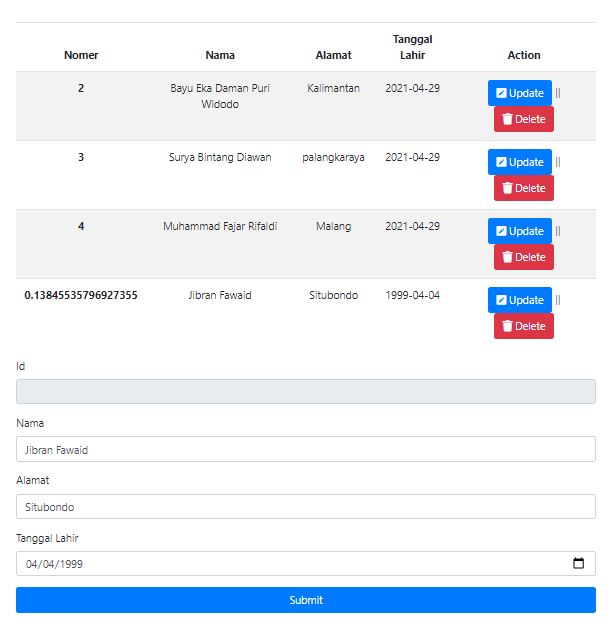 Nomer Nama Alamat Tanggal Lahir Action
2 Bayu Eka Daman Puri Widodo Kalimantan 2021-04-29 Update ||
Delete
3 Surya Bintang Diawan palangkaraya 2021-04-29 Update ||
Delete
4 Muhammad Fajar Rifaldi Malang 2021-04-29 Update ||
Delete
0.13845535796927355 Jibran Fawaid Situbondo 1999-04-04 Update ||
Delete
Id
Nama
Jibran Fawaid
Alamat
Situbondo
Tanggal Lahir
04/04/1999
Submit